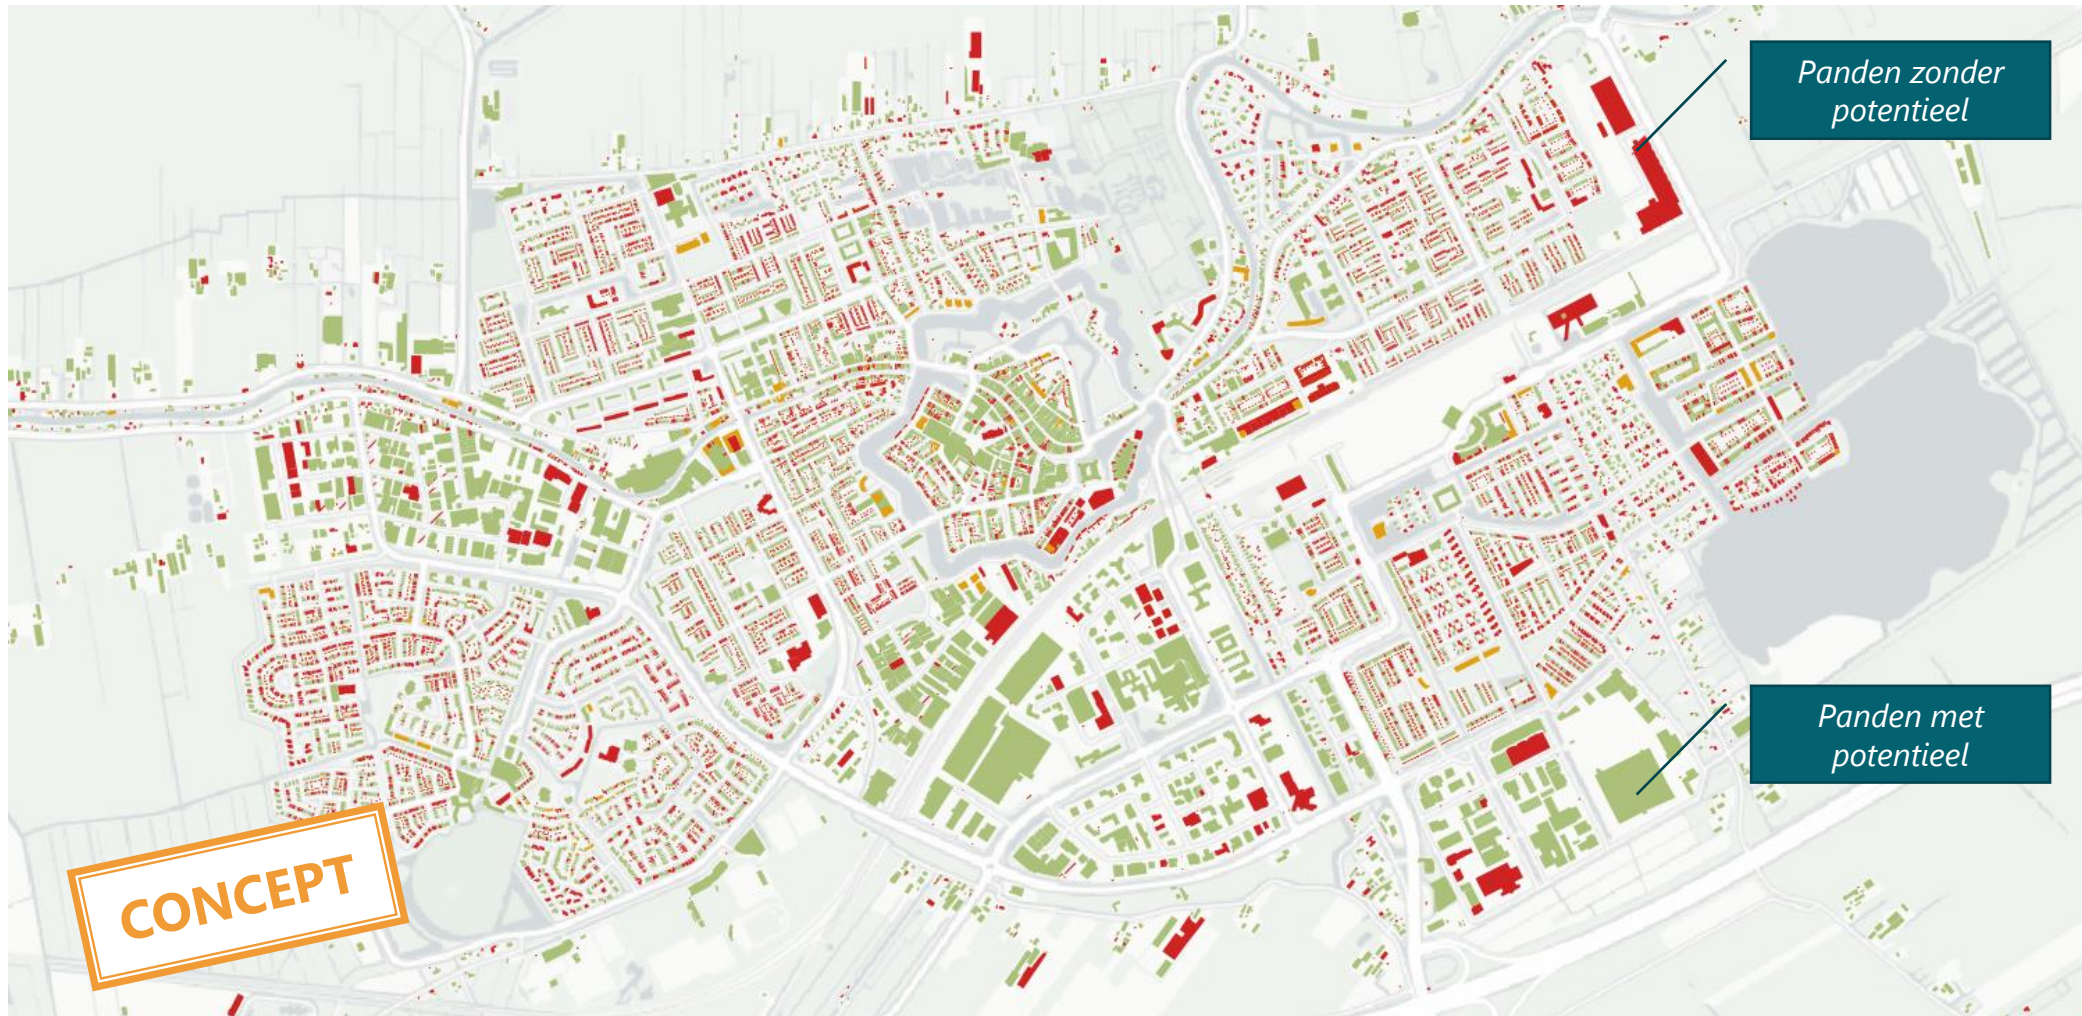 Panden zonder
potentieel
Panden met
potentieel
CONCEPT